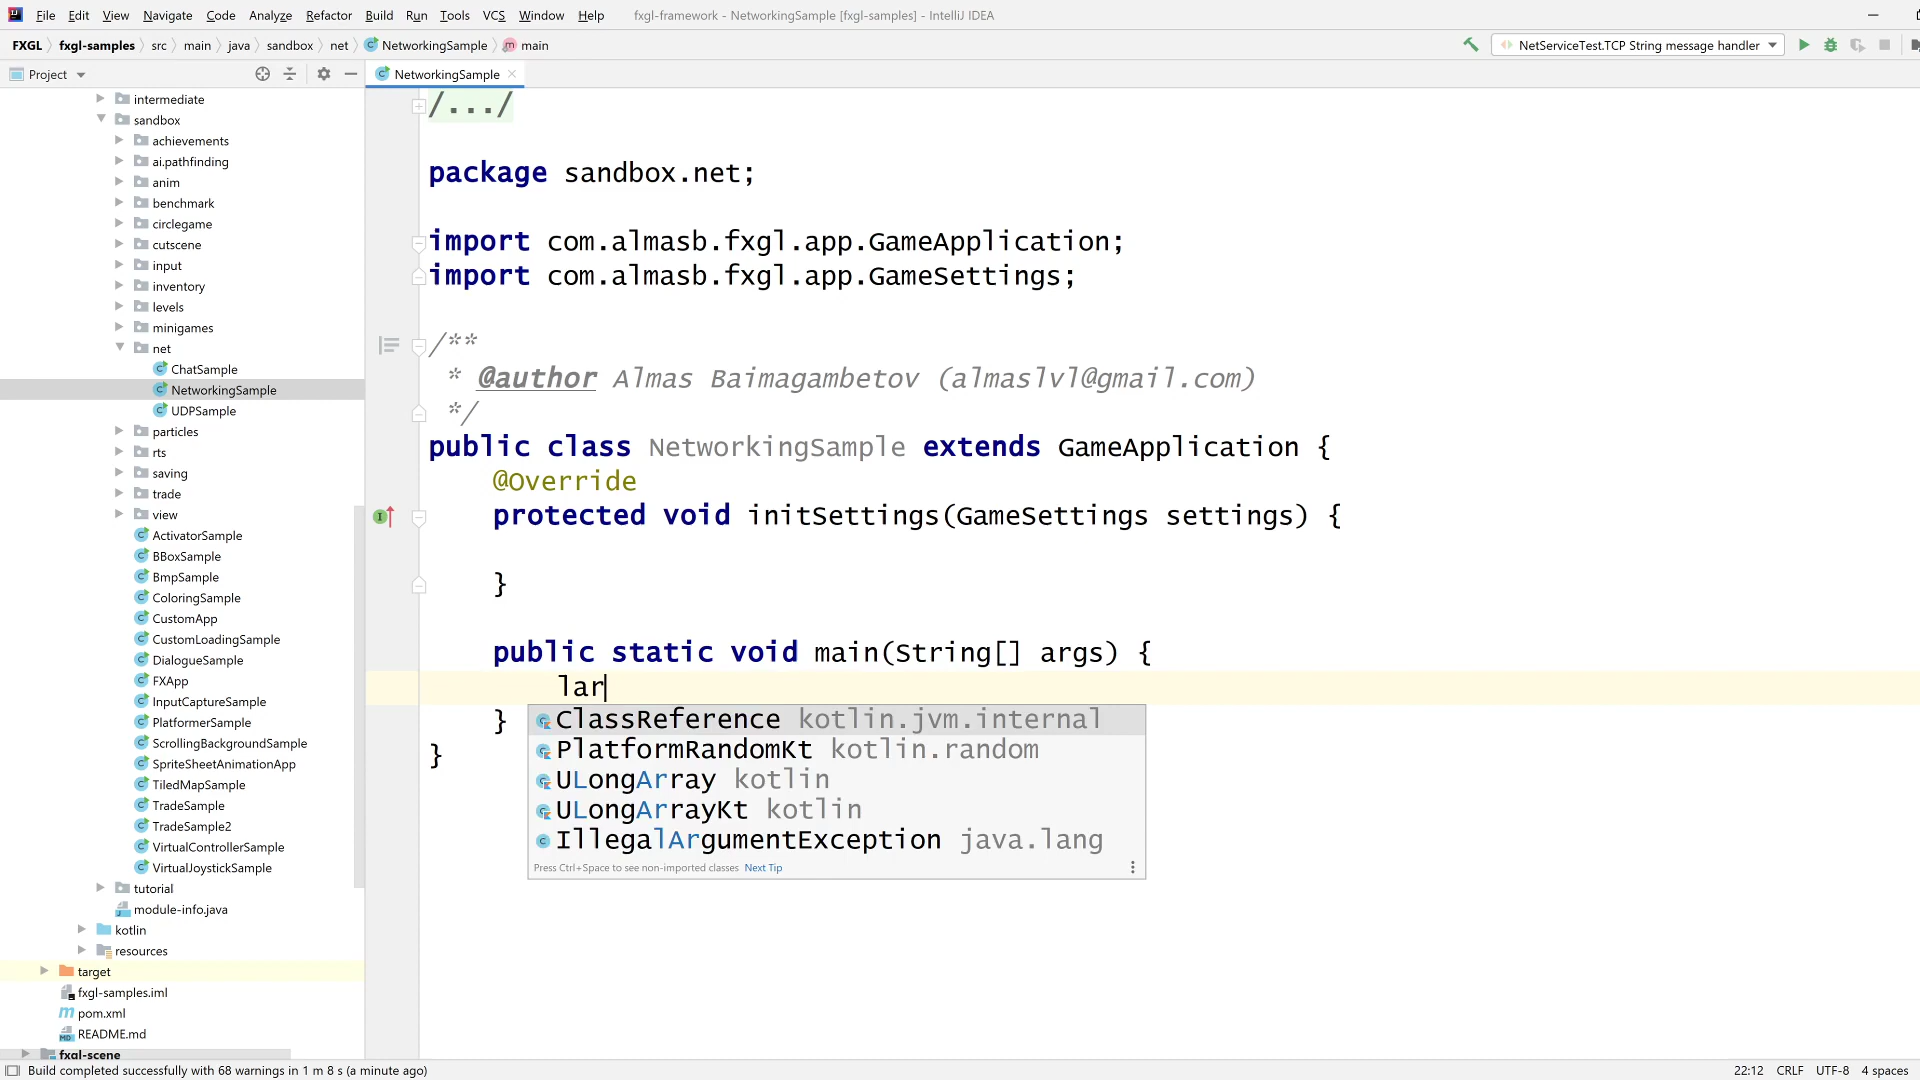 File Edit View Navigate Code Analyze Refactor Build Run Tools VCS Window Help fxgl-framework - NetworkingSample [fxgl-samples] - IntelliJ IDEA
FXGL fxgl-samples src main java sandbox net NetworkingSample main NetServiceTest.TCP String message handler
Project
NetworkingSample
intermediate
sandbox
achievements
ai.pathfinding
anim
benchmark
circlegame
cutscene
input
inventory
levels
minigames
net
ChatSample
NetworkingSample
UDPSample
particles
rts
saving
trade
view
ActivatorSample
BBoxSample
BmpSample
ColoringSample
CustomApp
CustomLoadingSample
DialogueSample
FXApp
InputCaptureSample
PlatformerSample
ScrollingBackgroundSample
SpriteSheetAnimationApp
TiledMapSample
TradeSample
TradeSample2
VirtualControllerSample
VirtualJoystickSample
tutorial
module-info.java
kotlin
resources
target
fxgl-samples.iml
pom.xml
README.md
fxgl-scene
/.../
package sandbox.net;
import com.almasb.fxgl.app.GameApplication;
import com.almasb.fxgl.app.GameSettings;
/**
* @author Almas Baimagambetov (almaslvl@gmail.com)
*/
public class NetworkingSample extends GameApplication {
@Override
protected void initSettings(GameSettings settings) {
}
public static void main(String[] args) {
lar
}
}
ClassReference kotlin.jvm.internal
PlatformRandomKt kotlin.random
ULongArray kotlin
ULongArrayKt kotlin
IllegalArgumentException java.lang
Press Ctrl+Space to see non-imported classes Next Tip
Build completed successfully with 68 warnings in 1 m 8 s (a minute ago) 22:12 CRLF UTF-8 4 spaces